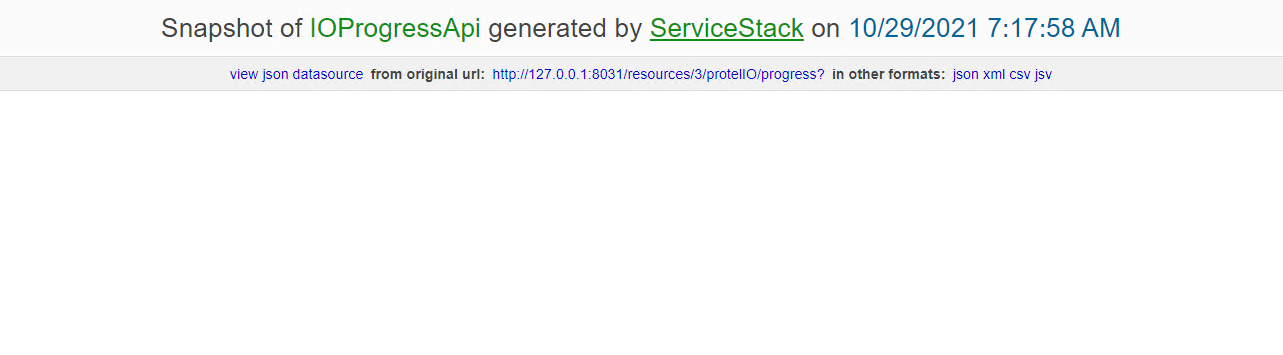 Snapshot of IOProgressApi generated by ServiceStack on 10/29/2021 7:17:58 AM
view json datasource from original url: http://127.0.0.1:8031/resources/3/protelIO/progress? in other formats: json xml csv jsv